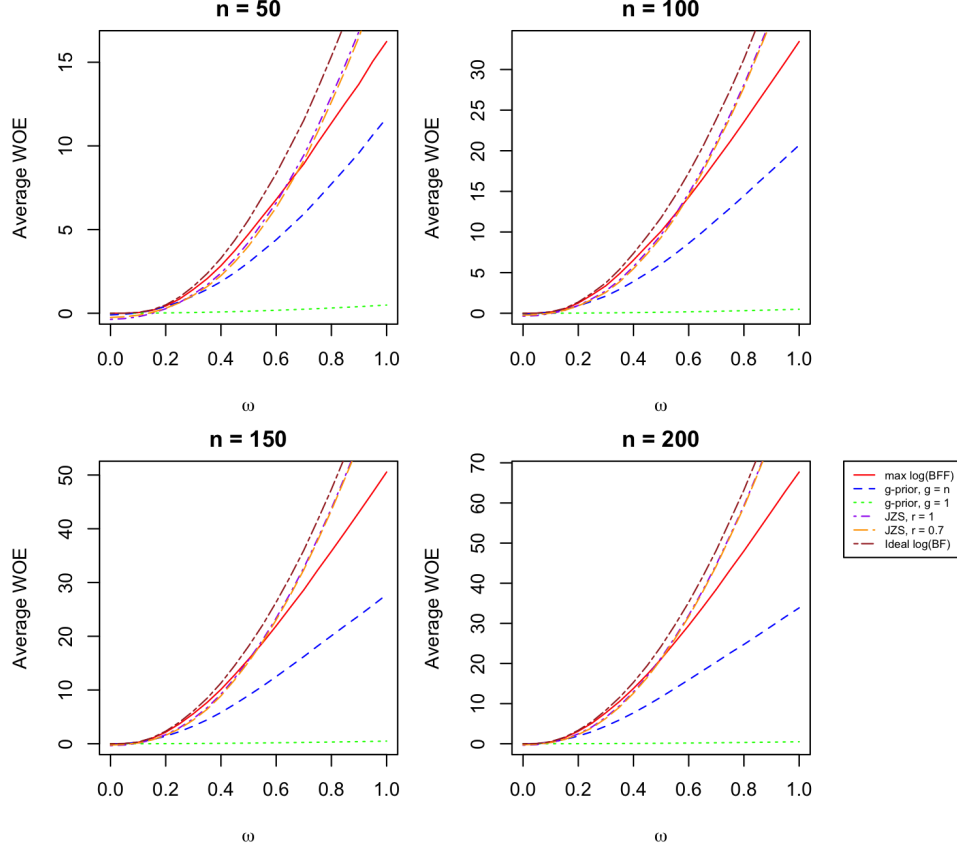 n = 50
Average WOE
15
10
5
0
0.0 0.2 0.4 0.6 0.8 1.0
ω
n = 100
Average WOE
30
25
20
15
10
5
0
0.0 0.2 0.4 0.6 0.8 1.0
ω
n = 150
Average WOE
50
40
30
20
10
0
0.0 0.2 0.4 0.6 0.8 1.0
ω
n = 200
Average WOE
70
60
50
40
30
20
10
0
0.0 0.2 0.4 0.6 0.8 1.0
ω
max log(BFF)
g-prior, g = n
g-prior, g = 1
JZS, r = 1
JZS, r = 0.7
Ideal log(BF)